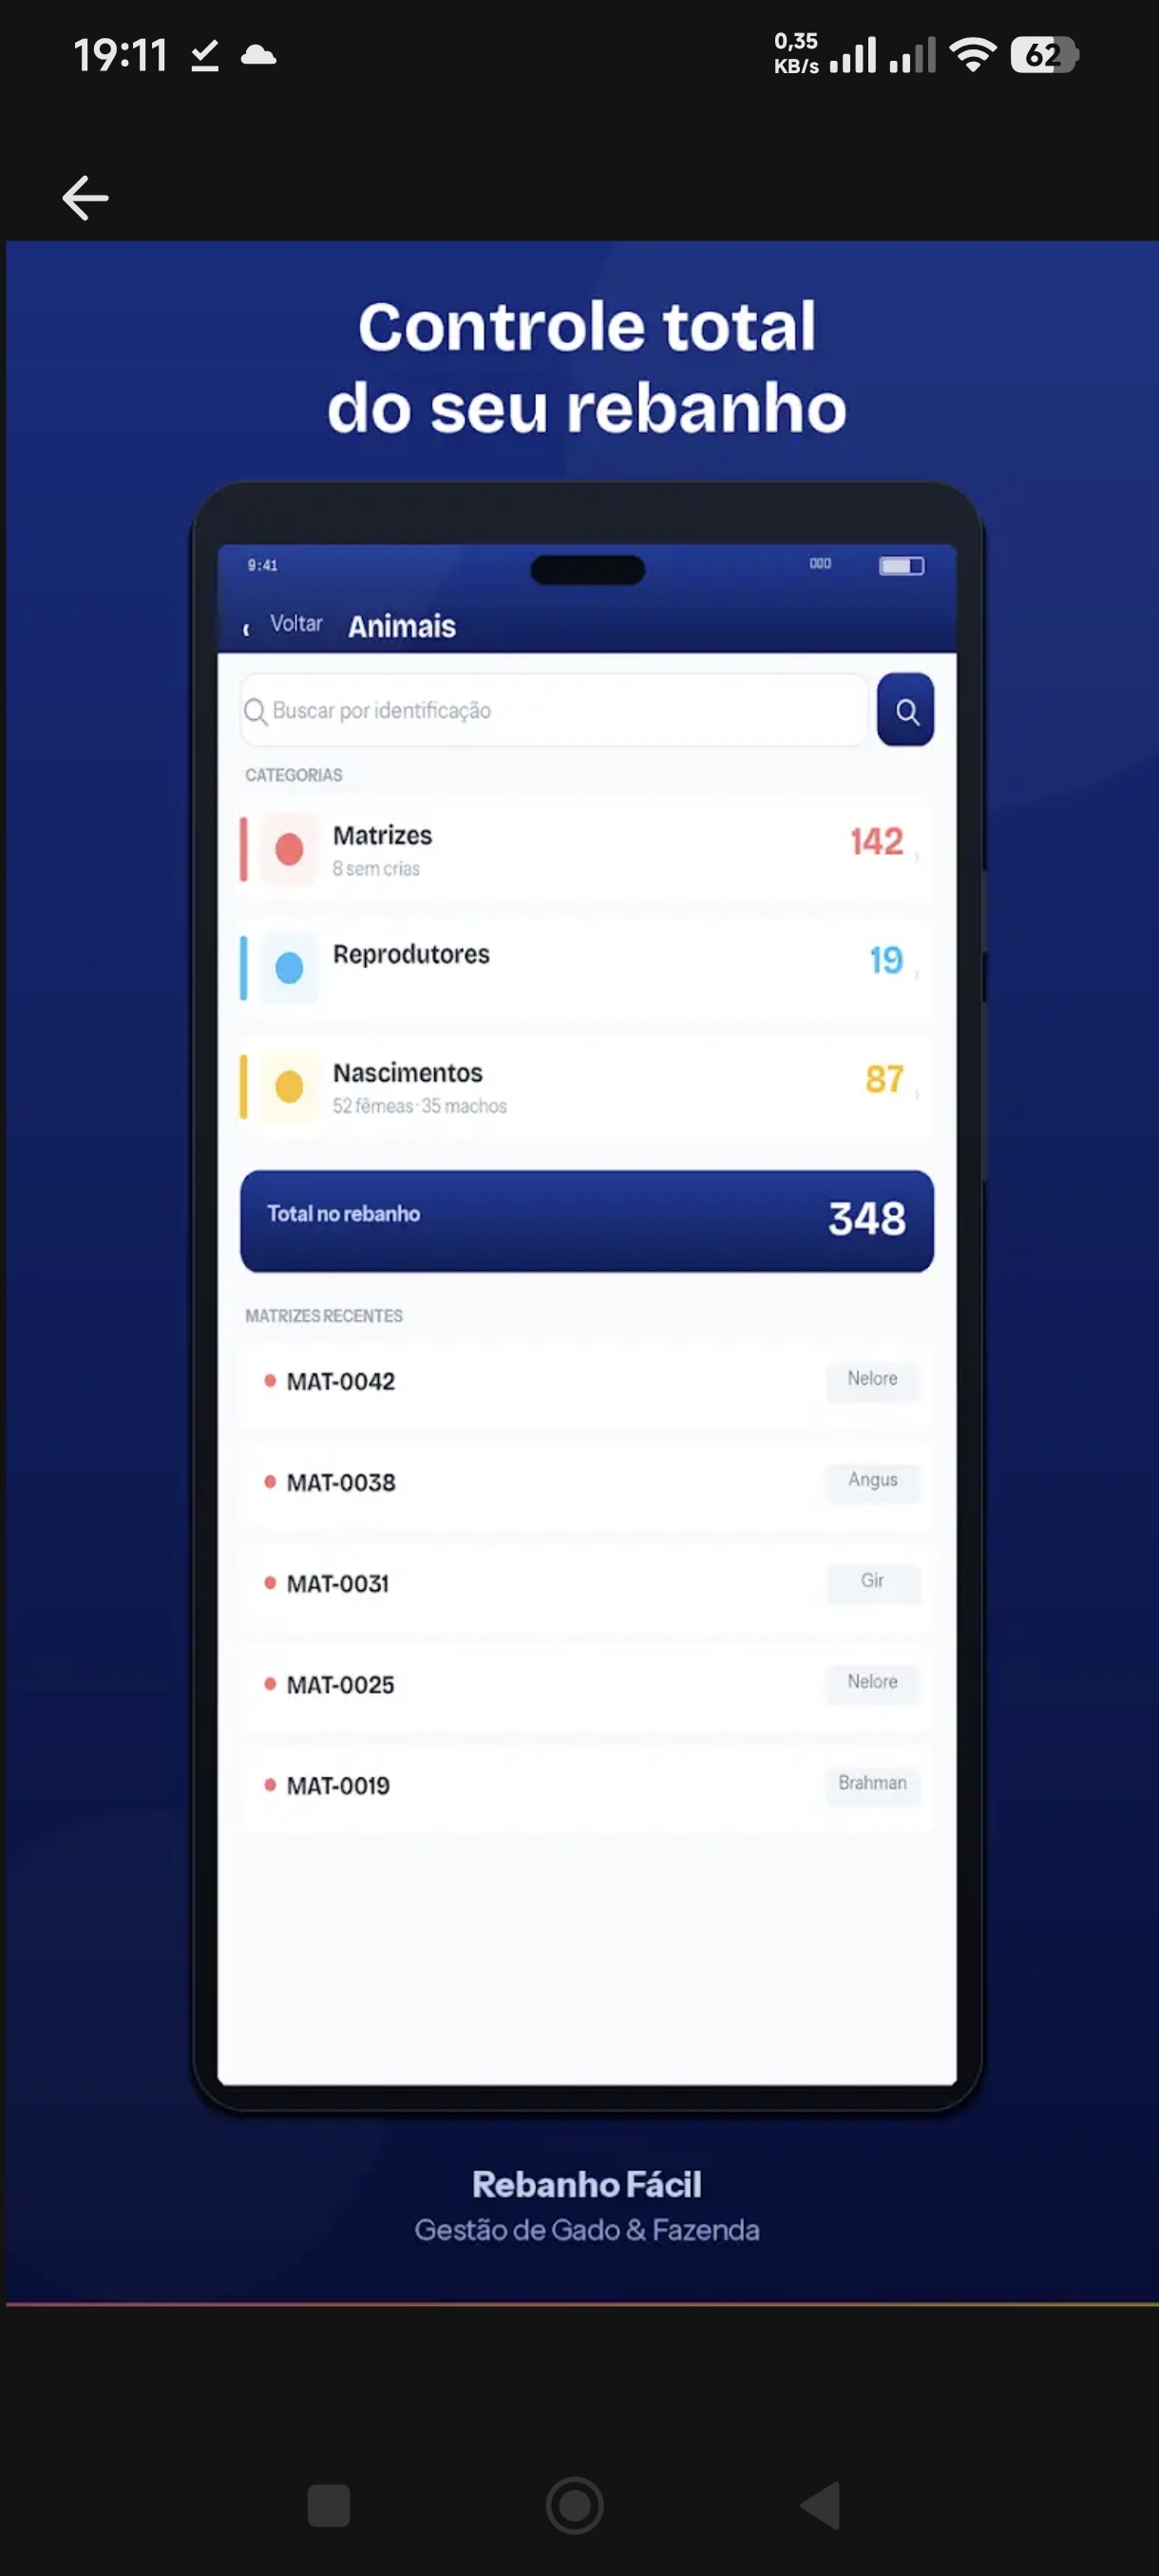 19:11
0,35
KB/s
62
Controle total
do seu rebanho
9:41
Voltar Animais
Buscar por identificação
CATEGORIAS
Matrizes
142
8 sem crias
Reprodutores
19
Nascimentos
87
52 fêmeas · 35 machos
Total no rebanho
348
MATRIZES RECENTES
MAT-0042 Nelore
MAT-0038 Angus
MAT-0031 Gir
MAT-0025 Nelore
MAT-0019 Brahman
Rebanho Fácil
Gestão de Gado & Fazenda